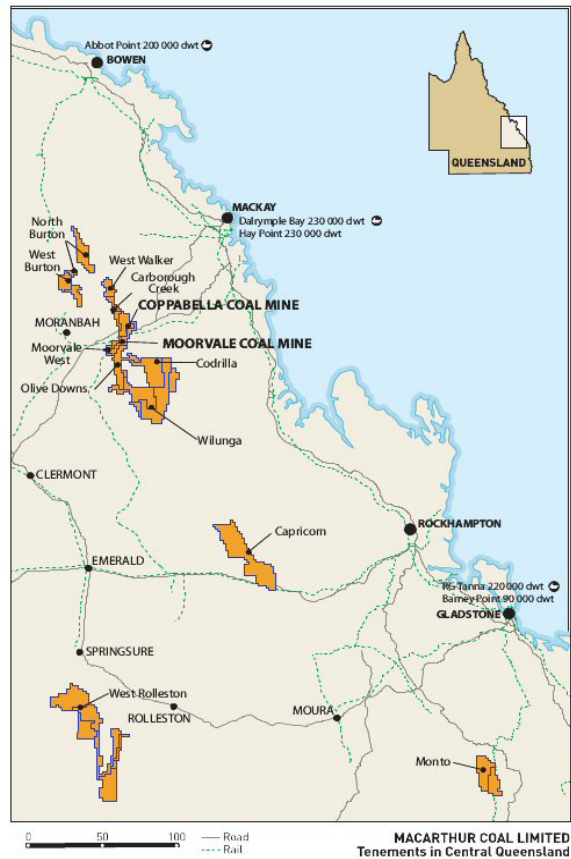 Abbot Point 200 000 dwt
BOWEN
QUEENSLAND
MACKAY
Dalrymple Bay 230 000 dwt
Hay Point 230 000 dwt
North
Burton
West
Burton
West Walker
Carborough
Creek
COPPABELLA COAL MINE
MORANBAH
MOORVALE COAL MINE
Moorvale
West
Codrilla
Olive Downs
Wilunga
CLERMONT
Capricorn
ROCKHAMPTON
EMERALD
RG Tanna 220 000 dwt
Barney Point 90 000 dwt
GLADSTONE
SPRINGSURE
West Rolleston
ROLLESTON
MOURA
Monto
0 50 100
Road
Rail
MACARTHUR COAL LIMITED
Tenements in Central Queensland